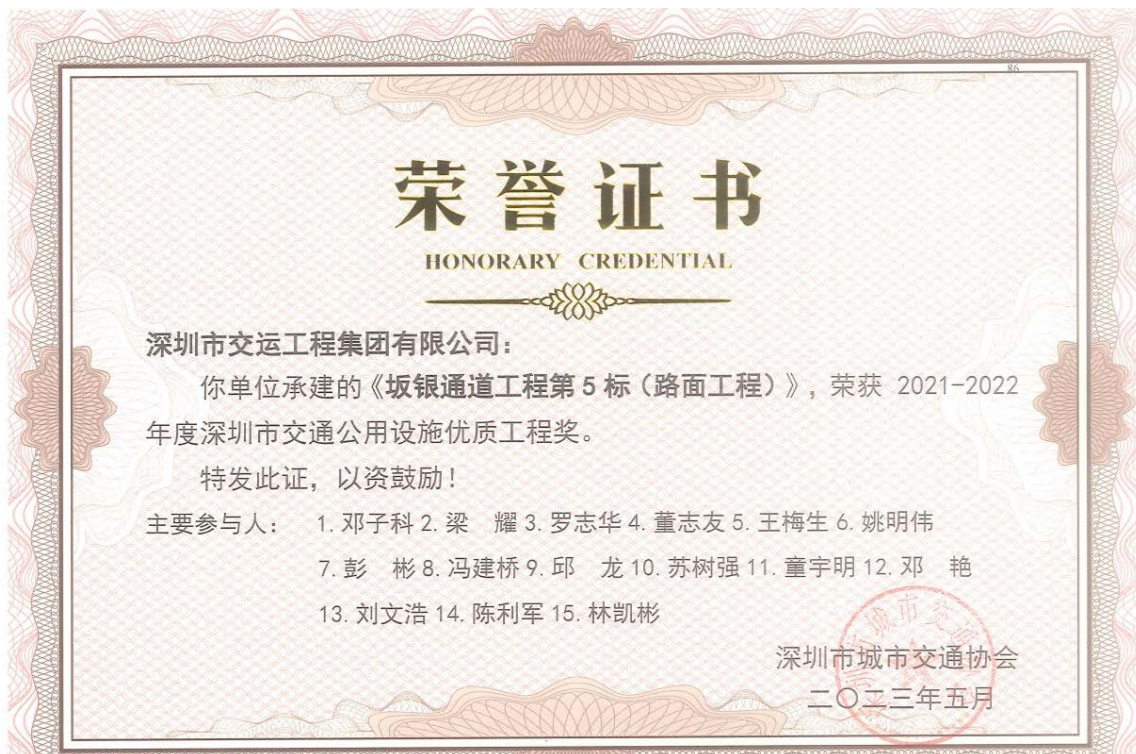 86
荣誉证书
HONORARY CREDENTIAL
深圳市交运工程集团有限公司：
你单位承建的《坂银通道工程第5标（路面工程）》，荣获 2021-2022
年度深圳市交通公用设施优质工程奖。
特发此证，以资鼓励！
主要参与人： 1.邓子科 2.梁　耀 3.罗志华 4.董志友 5.王梅生 6.姚明伟
7.彭　彬 8.冯建桥 9.邱　龙 10.苏树强 11.童宇明 12.邓　艳
13.刘文浩 14.陈利军 15.林凯彬
深圳市城市交通协会
二〇二三年五月